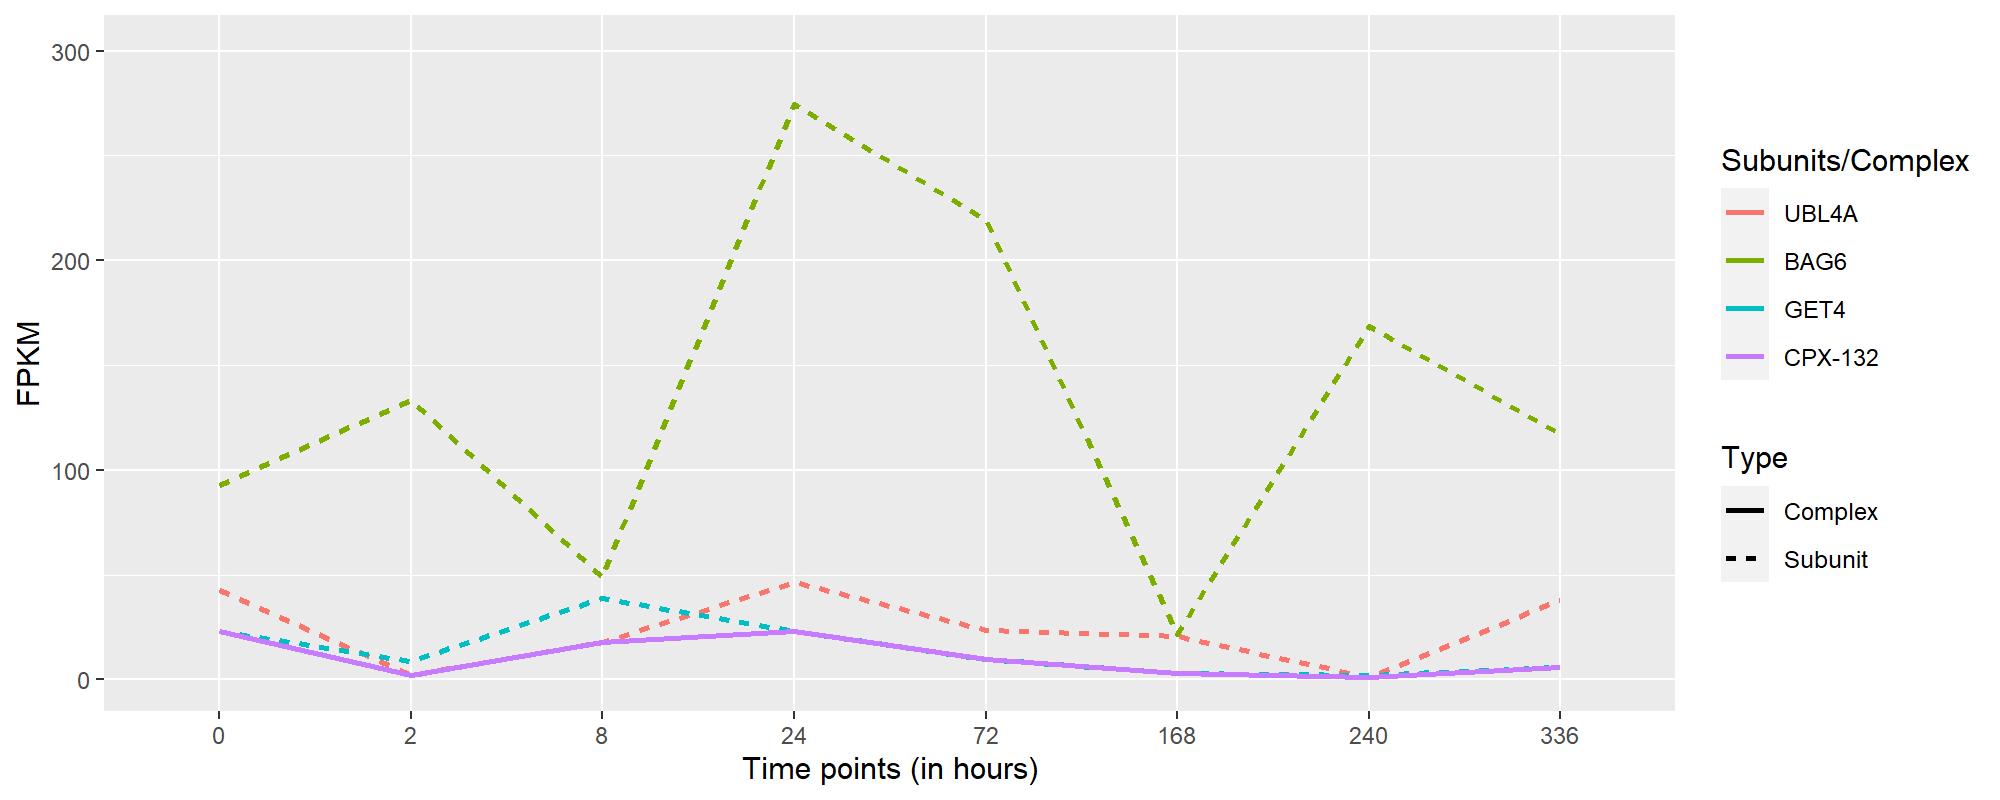 300
200
100
0
FPKM
0 2 8 24 72 168 240 336
Time points (in hours)
Subunits/Complex
UBL4A
BAG6
GET4
CPX-132
Type
Complex
Subunit